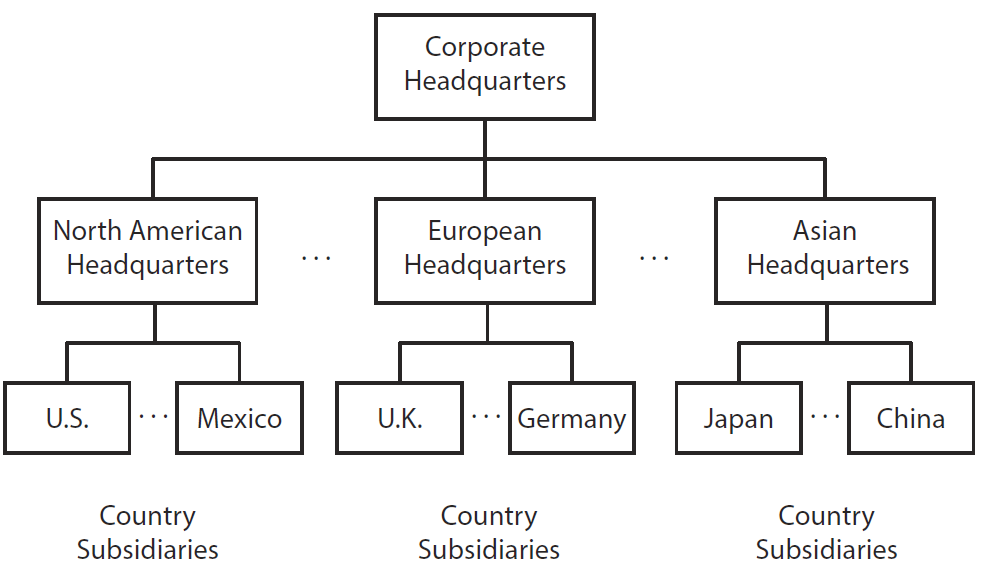 Corporate
Headquarters
North American
Headquarters
...
European
Headquarters
...
Asian
Headquarters
U.S.
...
Mexico
U.K.
...
Germany
Japan
...
China
Country
Subsidiaries
Country
Subsidiaries
Country
Subsidiaries